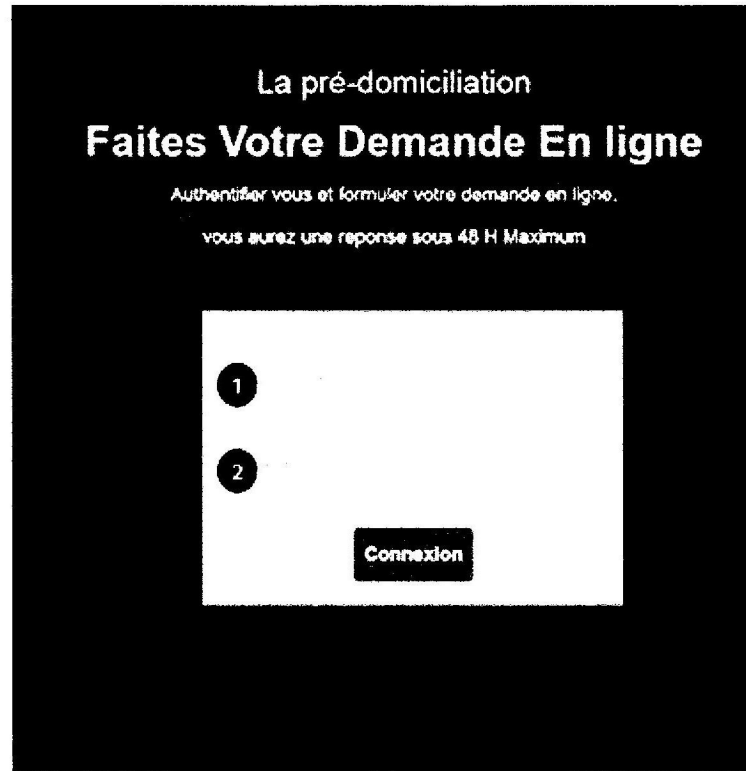 La pré-domiciliation
Faites Votre Demande En ligne
Authentifier vous et formuler votre demande en ligne.
vous aurez une reponse sous 48 H Maximum
1
2
Connexion